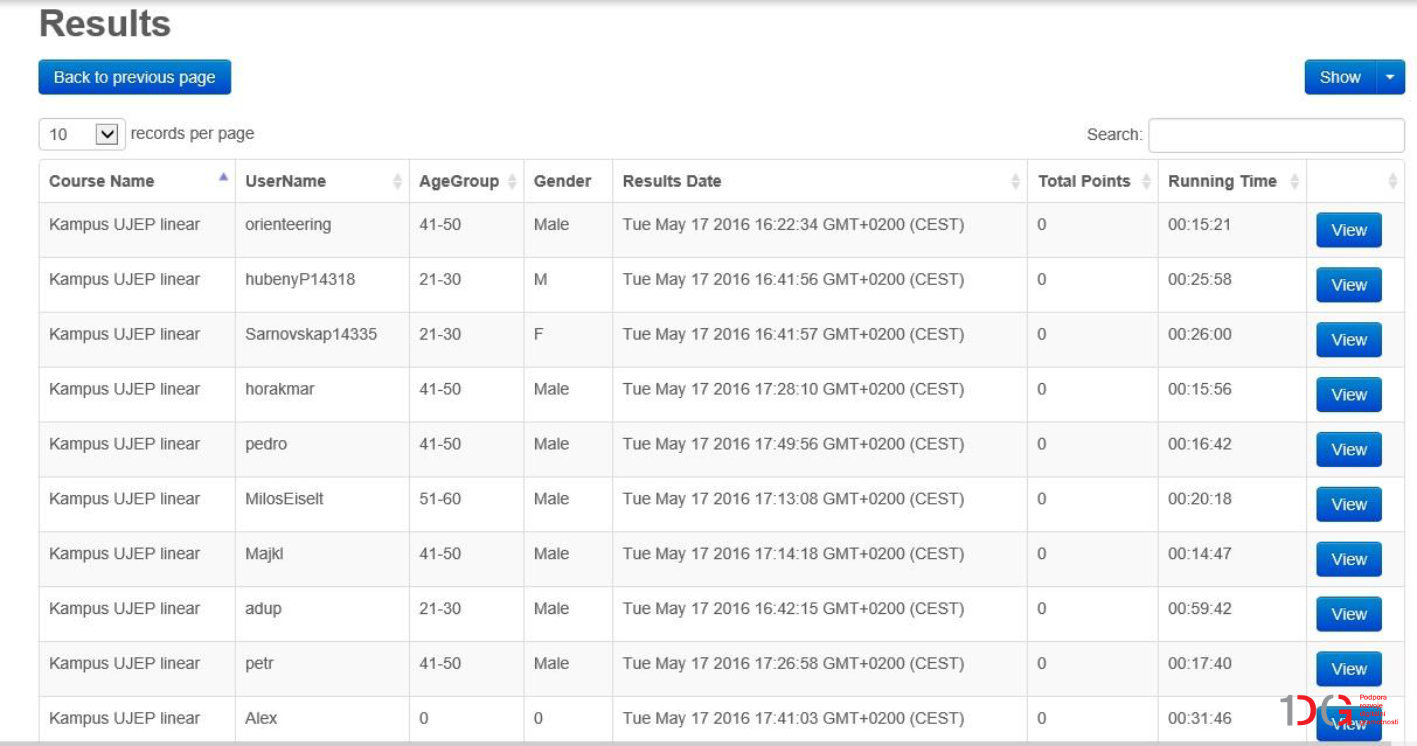 Results
Back to previous page Show
10 records per page Search:
Course Name UserName AgeGroup Gender Results Date Total Points Running Time
Kampus UJEP linear orienteering 41-50 Male Tue May 17 2016 16:22:34 GMT+0200 (CEST) 0 00:15:21 View
Kampus UJEP linear hubenyP14318 21-30 M Tue May 17 2016 16:41:56 GMT+0200 (CEST) 0 00:25:58 View
Kampus UJEP linear Sarnovskap14335 21-30 F Tue May 17 2016 16:41:57 GMT+0200 (CEST) 0 00:26:00 View
Kampus UJEP linear horakmar 41-50 Male Tue May 17 2016 17:28:10 GMT+0200 (CEST) 0 00:15:56 View
Kampus UJEP linear pedro 41-50 Male Tue May 17 2016 17:49:56 GMT+0200 (CEST) 0 00:16:42 View
Kampus UJEP linear MilosEiselt 51-60 Male Tue May 17 2016 17:13:08 GMT+0200 (CEST) 0 00:20:18 View
Kampus UJEP linear Majkl 41-50 Male Tue May 17 2016 17:14:18 GMT+0200 (CEST) 0 00:14:47 View
Kampus UJEP linear adup 21-30 Male Tue May 17 2016 16:42:15 GMT+0200 (CEST) 0 00:59:42 View
Kampus UJEP linear petr 41-50 Male Tue May 17 2016 17:26:58 GMT+0200 (CEST) 0 00:17:40 View
Kampus UJEP linear Alex 0 0 Tue May 17 2016 17:41:03 GMT+0200 (CEST) 0 00:31:46 View
1DG Podpora
rozvoje